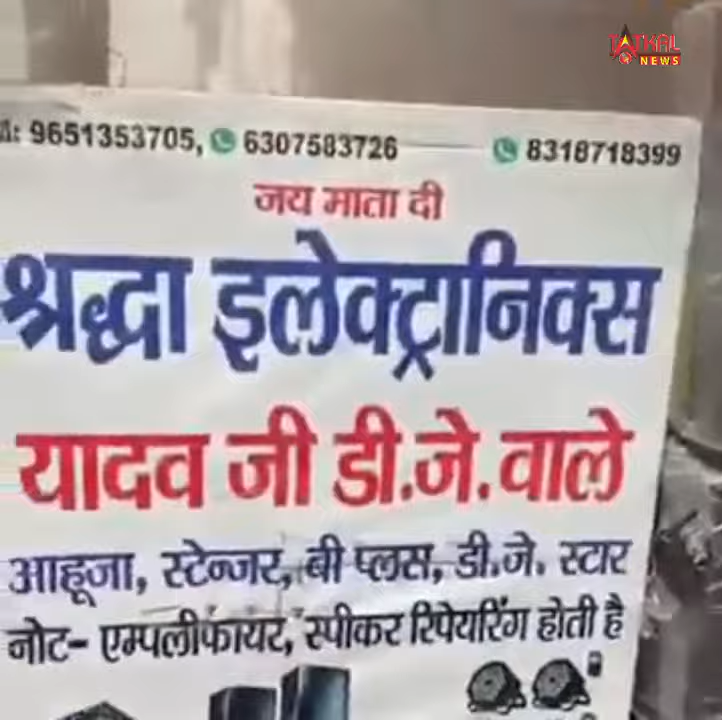 TATKAL
NEWS
M: 9651353705, 6307583726 8318718399
जय माता दी
श्रद्धा इलेक्ट्रानिक्स
यादव जी डी.जे. वाले
आहूजा, स्टेन्जर, बी प्लस, डी.जे. स्टार
नोट- एम्पलीफायर, स्पीकर रिपेयरिंग होती है